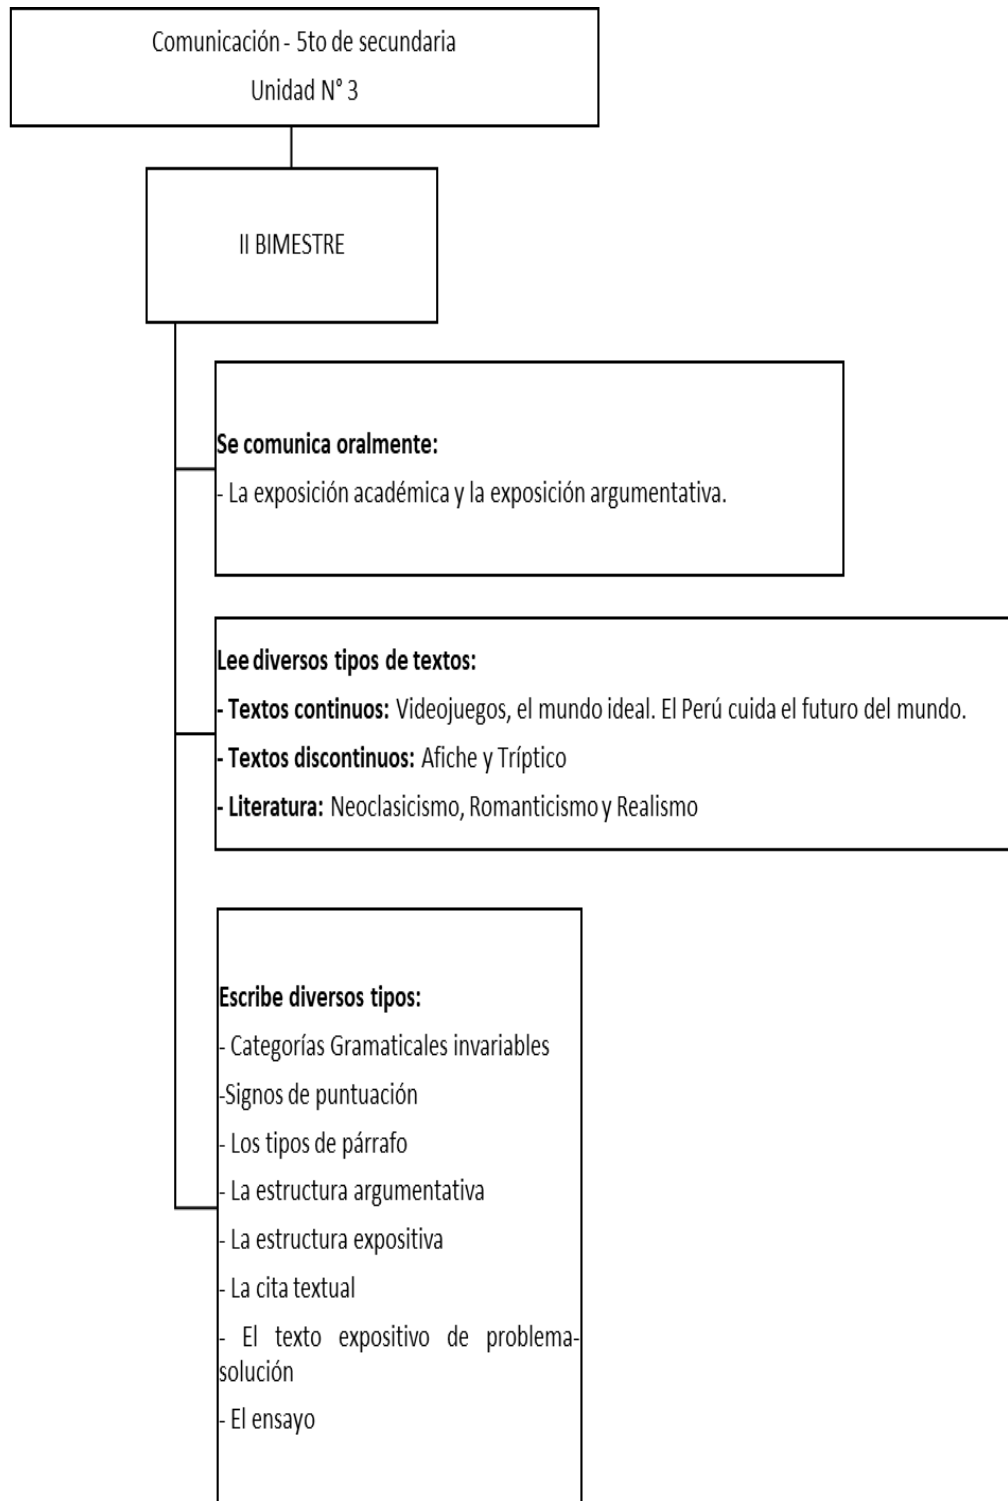 Comunicación - 5to de secundaria
Unidad N° 3
II BIMESTRE
Se comunica oralmente:
- La exposición académica y la exposición argumentativa.
Lee diversos tipos de textos:
- Textos continuos: Videojuegos, el mundo ideal. El Perú cuida el futuro del mundo.
- Textos discontinuos: Afiche y Tríptico
- Literatura: Neoclasicismo, Romanticismo y Realismo
Escribe diversos tipos:
- Categorías Gramaticales invariables
-Signos de puntuación
- Los tipos de párrafo
- La estructura argumentativa
- La estructura expositiva
- La cita textual
- El texto expositivo de problema-
solución
- El ensayo